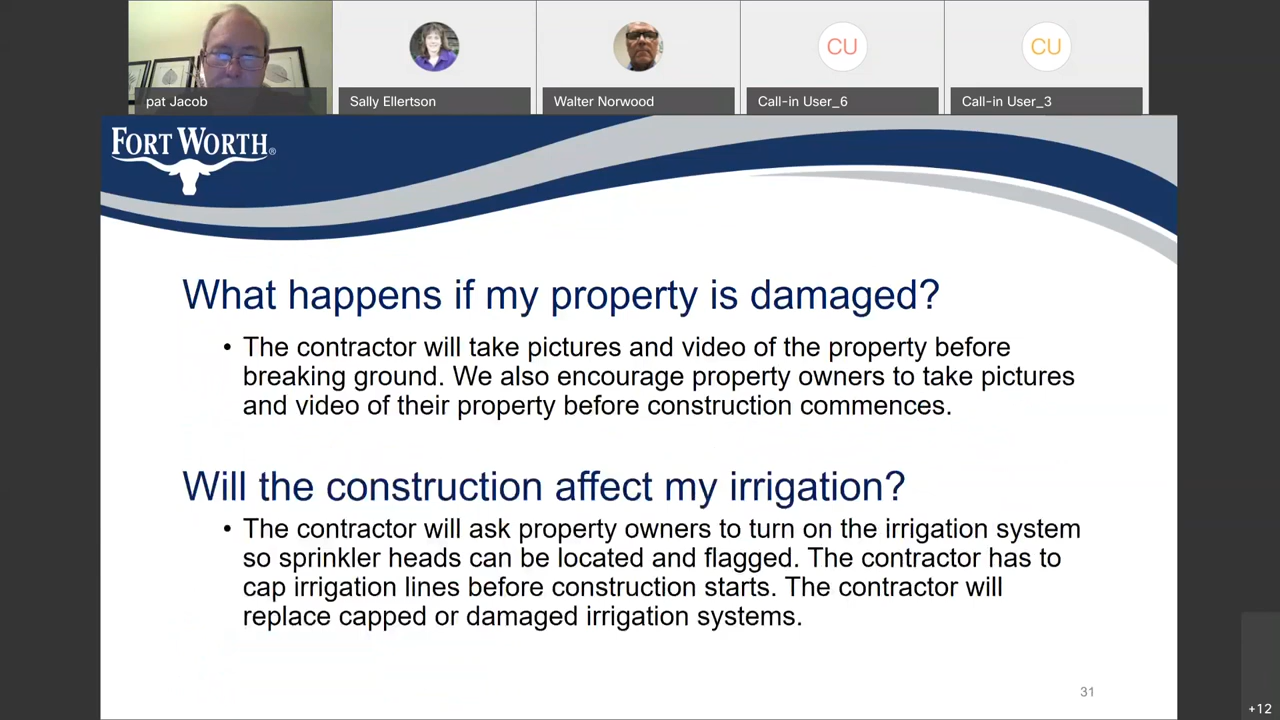 pat Jacob
Sally Ellertson
Walter Norwood
CU
Call-in User_6
CU
Call-in User_3
FORT WORTH®
What happens if my property is damaged?
• The contractor will take pictures and video of the property before
breaking ground. We also encourage property owners to take pictures
and video of their property before construction commences.
Will the construction affect my irrigation?
• The contractor will ask property owners to turn on the irrigation system
so sprinkler heads can be located and flagged. The contractor has to
cap irrigation lines before construction starts. The contractor will
replace capped or damaged irrigation systems.
31
+12